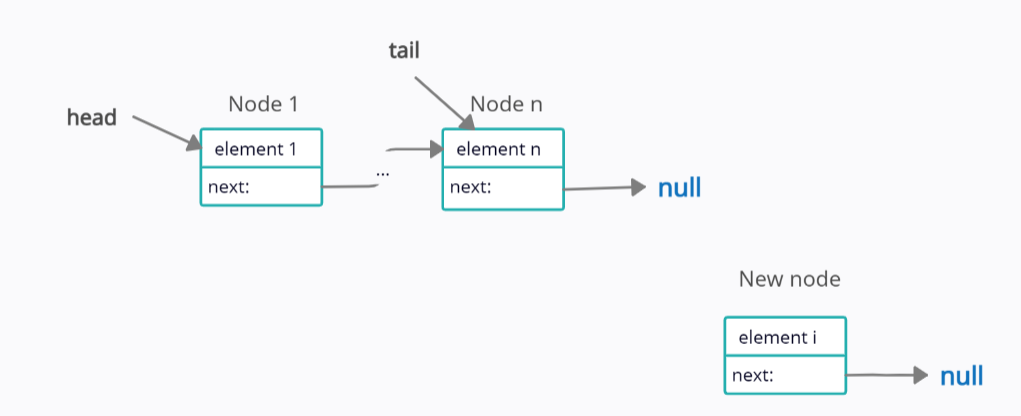 tail
head
Node 1
Node n
element 1
element n
...
next:
next:
null
New node
element i
next:
null